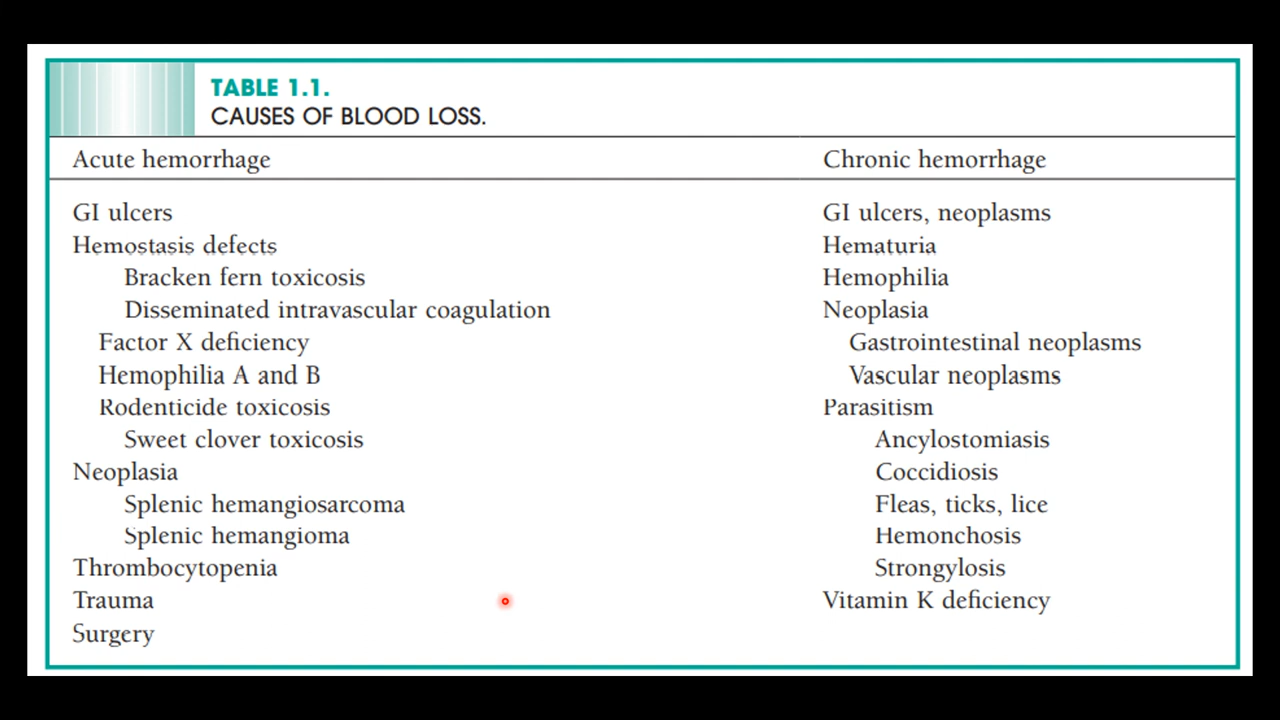 TABLE 1.1.
CAUSES OF BLOOD LOSS.
Acute hemorrhage
Chronic hemorrhage
GI ulcers
GI ulcers, neoplasms
Hemostasis defects
Hematuria
Bracken fern toxicosis
Hemophilia
Disseminated intravascular coagulation
Neoplasia
Factor X deficiency
Gastrointestinal neoplasms
Hemophilia A and B
Vascular neoplasms
Rodenticide toxicosis
Parasitism
Sweet clover toxicosis
Ancylostomiasis
Neoplasia
Coccidiosis
Splenic hemangiosarcoma
Fleas, ticks, lice
Splenic hemangioma
Hemonchosis
Thrombocytopenia
Strongylosis
Trauma
Vitamin K deficiency
Surgery